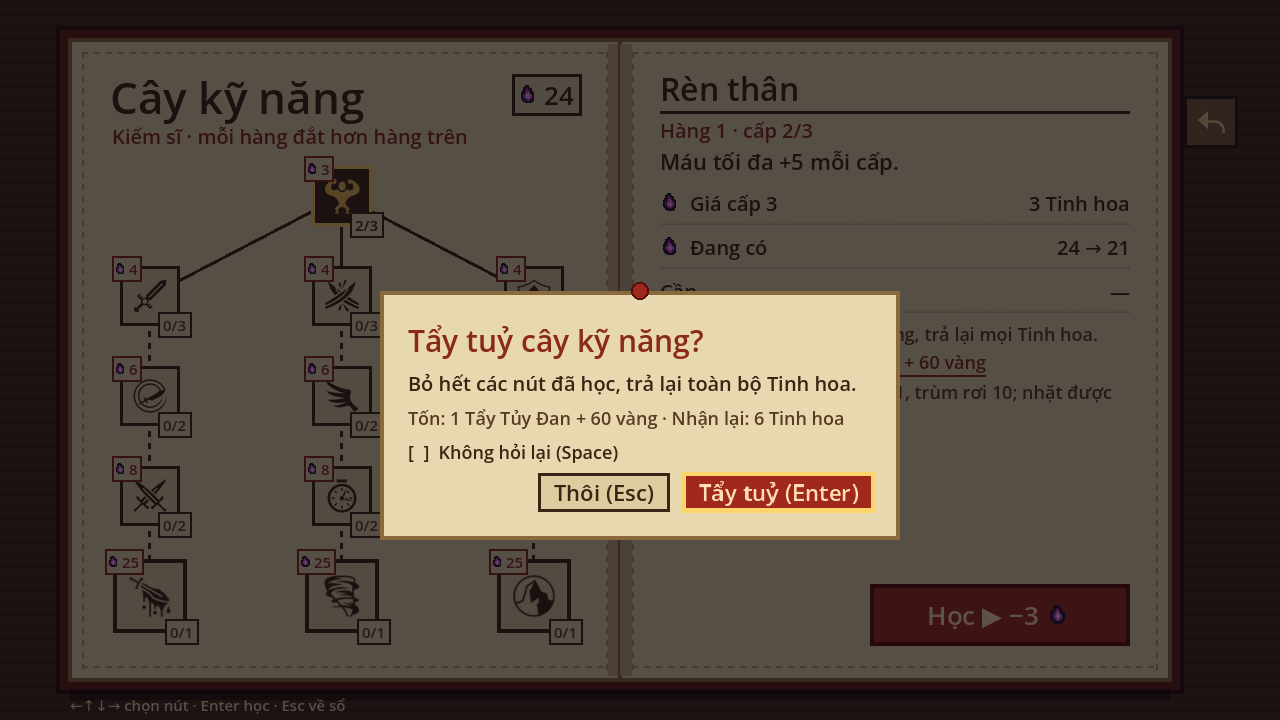 Cây kỹ năng
24
Kiếm sĩ · mỗi hàng đắt hơn hàng trên
3
2/3
4
4
4
0/3
0/3
6
6
0/2
0/2
8
8
0/2
0/2
25
25
25
0/1
0/1
0/1
Rèn thân
Hàng 1 · cấp 2/3
Máu tối đa +5 mỗi cấp.
Giá cấp 3
3 Tinh hoa
Đang có
24 → 21
Cần
—
trả lại mọi Tinh hoa.
+ 60 vàng
trùm rơi 10; nhặt được
Tẩy tuỷ cây kỹ năng?
Bỏ hết các nút đã học, trả lại toàn bộ Tinh hoa.
Tốn: 1 Tẩy Tủy Đan + 60 vàng · Nhận lại: 6 Tinh hoa
[ ] Không hỏi lại (Space)
Thôi (Esc)
Tẩy tuỷ (Enter)
Học ▶ −3
←↑↓→ chọn nút · Enter học · Esc về sổ